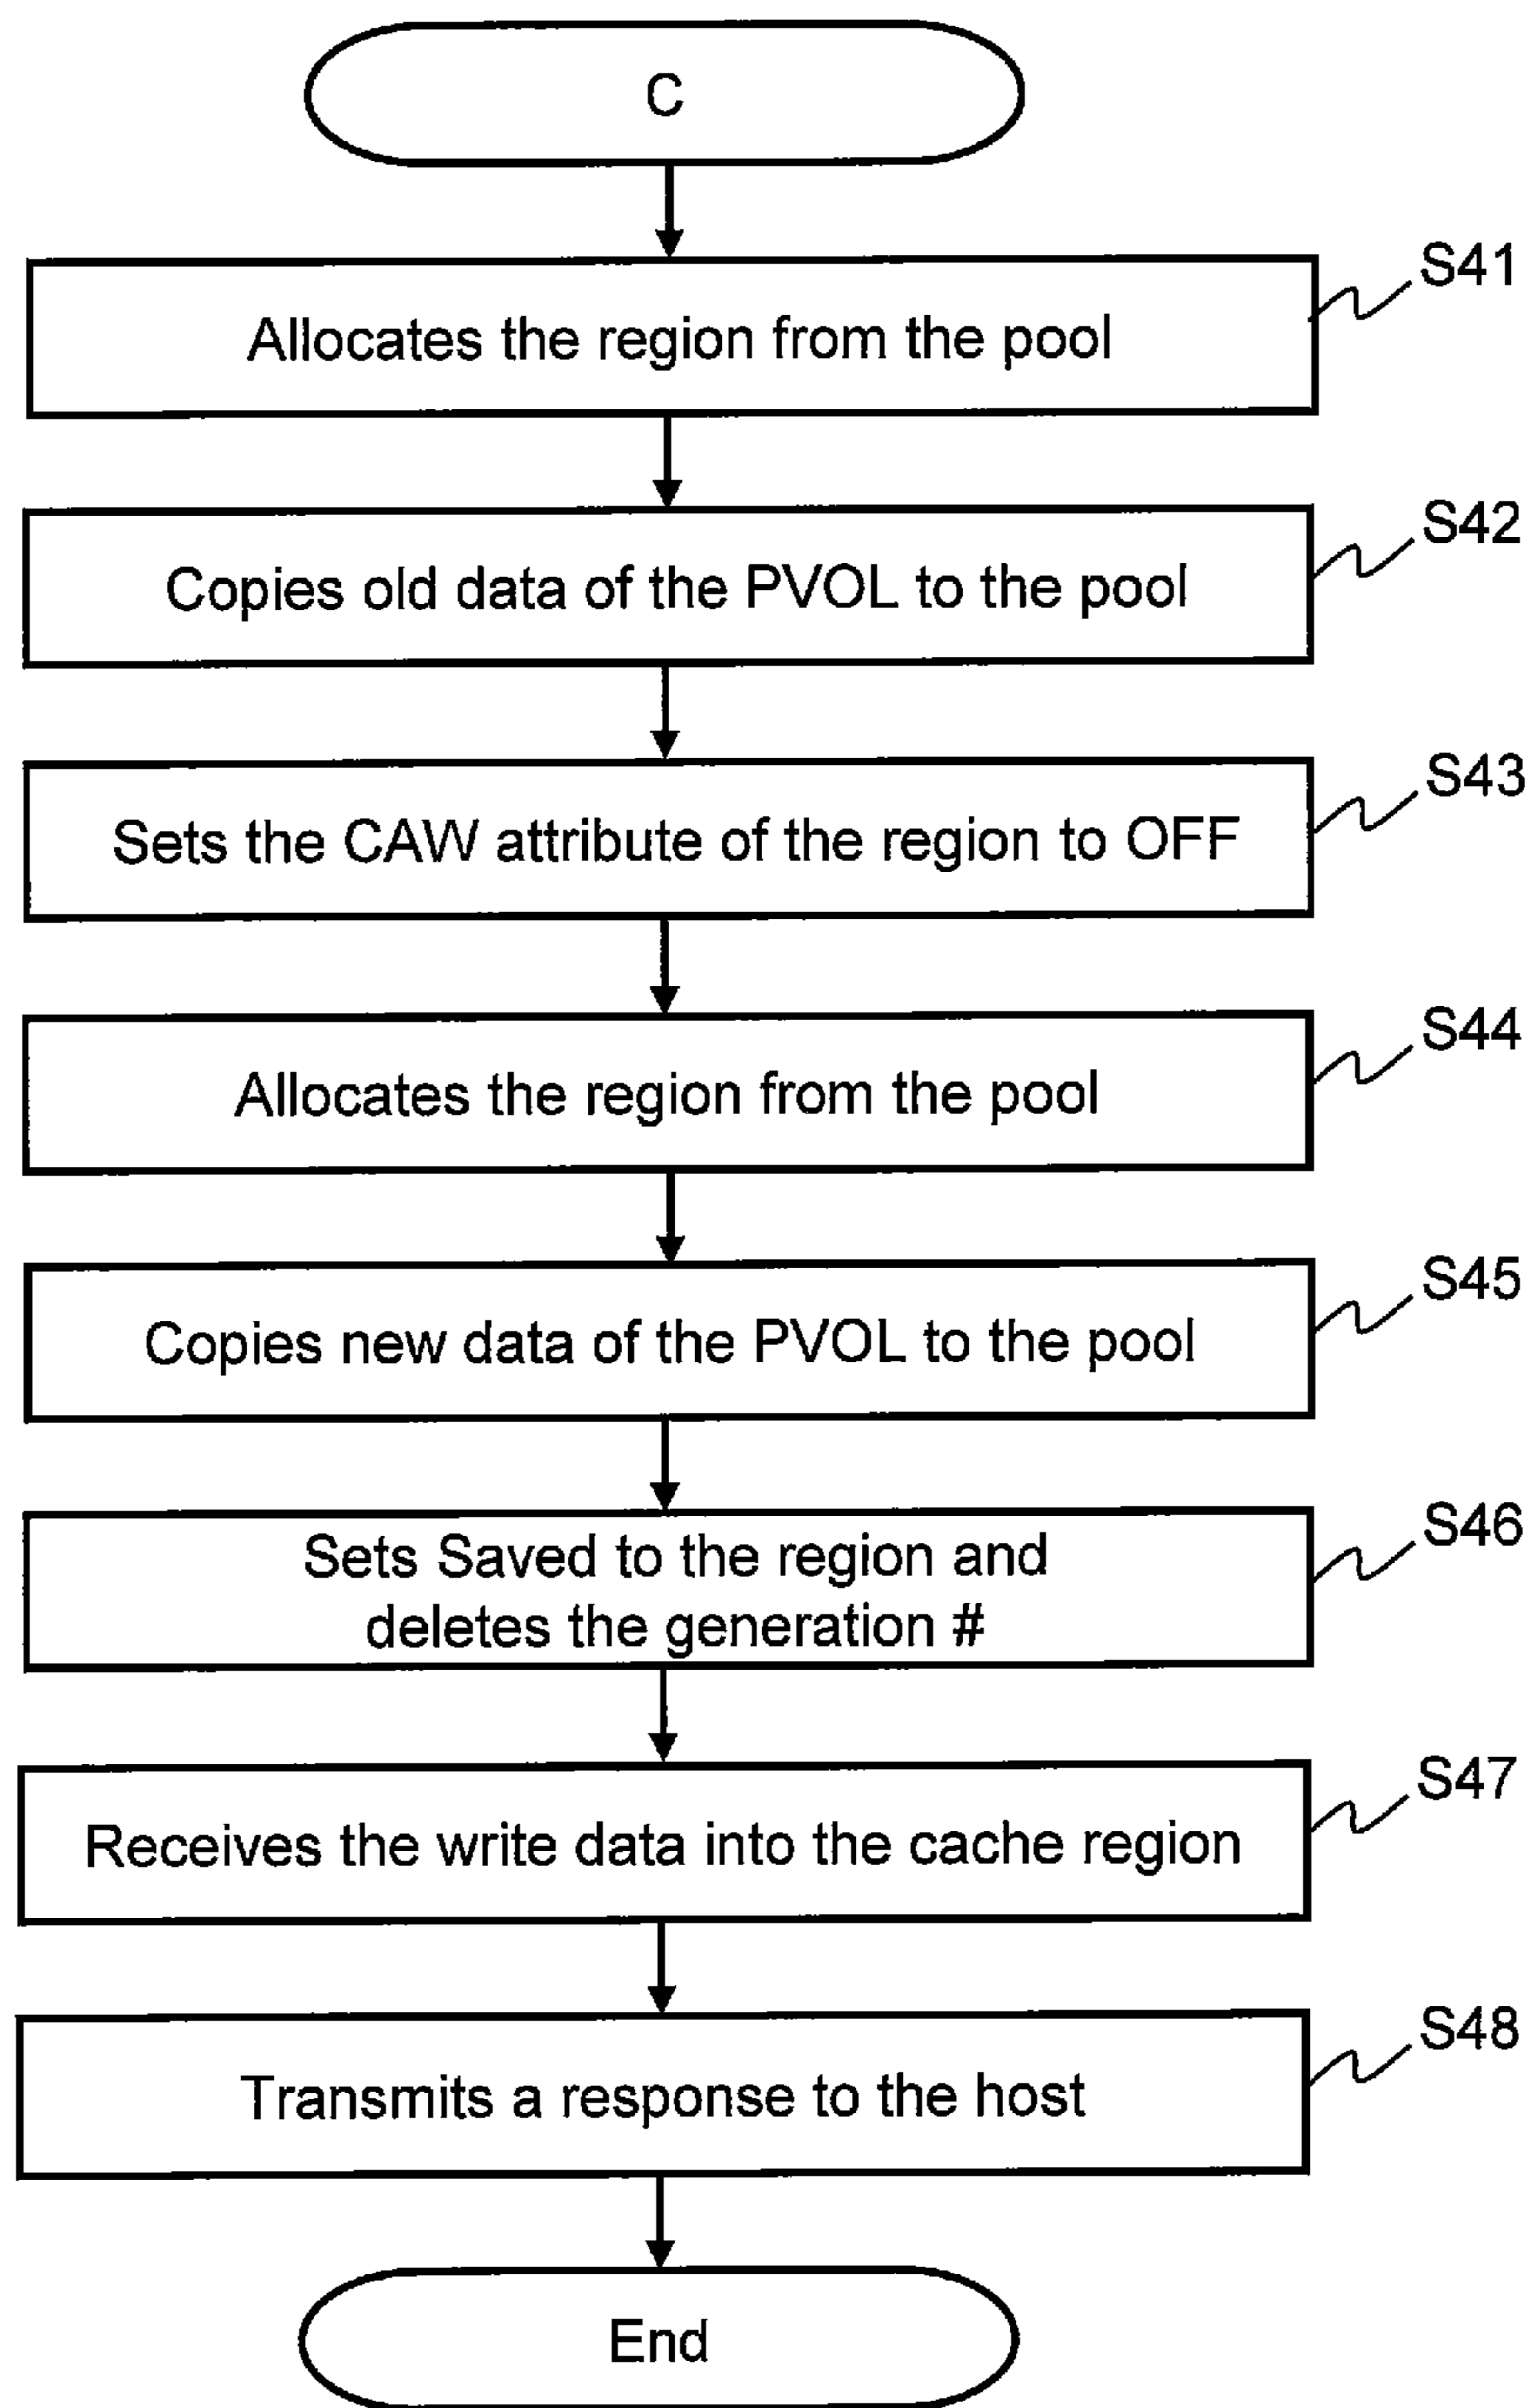 C
S41
Allocates the region from the pool
S42
Copies old data of the PVOL to the pool
S43
Sets the CAW attribute of the region to OFF
S44
Allocates the region from the pool
S45
Copies new data of the PVOL to the pool
S46
Sets Saved to the region and
deletes the generation #
S47
Receives the write data into the cache region
S48
Transmits a response to the host
End